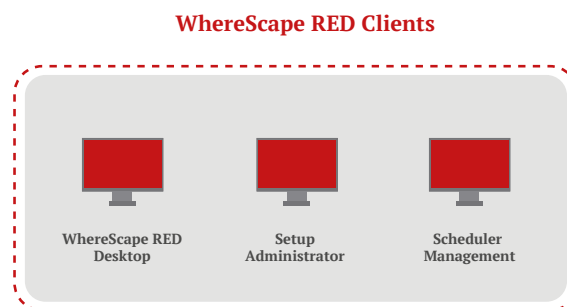 WhereScape RED Clients
WhereScape RED
Desktop
Setup
Administrator
Scheduler
Management